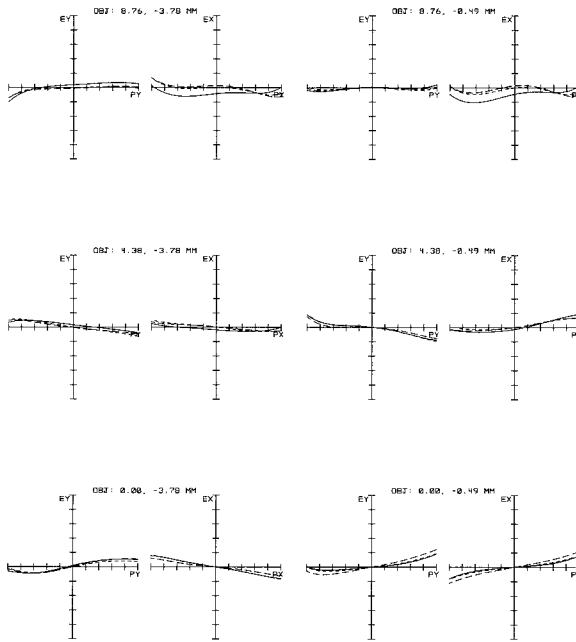 OBJ: 8.76, -3.78 MM
OBJ: 8.76, -0.49 MM
EY
EX
EY
EX
PY
PX
PY
P
OBJ: 4.38, -3.78 MM
OBJ: 4.38, -0.49 MM
EY
EX
EY
EX
PX
PY
P
OBJ: 0.00, -3.78 MM
OBJ: 0.00, -0.49 MM
EY
EX
EY
EX
PY
PX
PY
P